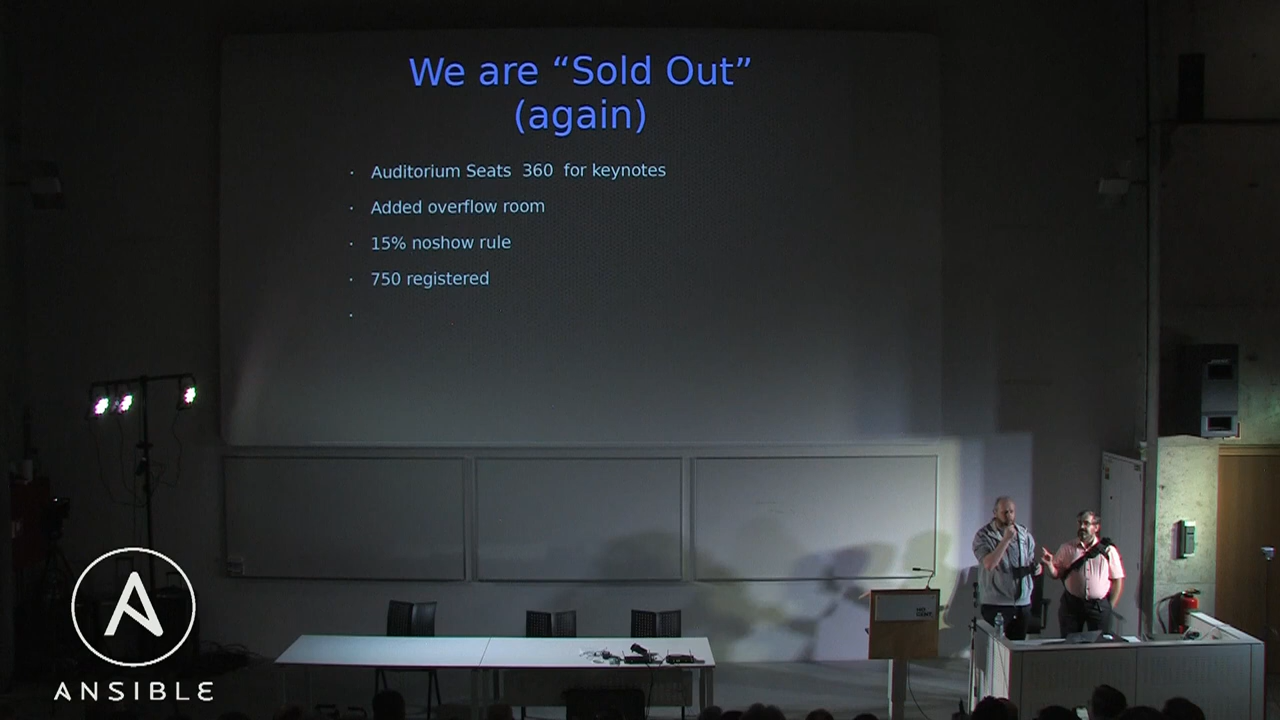 We are “Sold Out”
(again)
· Auditorium Seats 360 for keynotes
· Added overflow room
· 15% noshow rule
· 750 registered
·
ANSIBLE